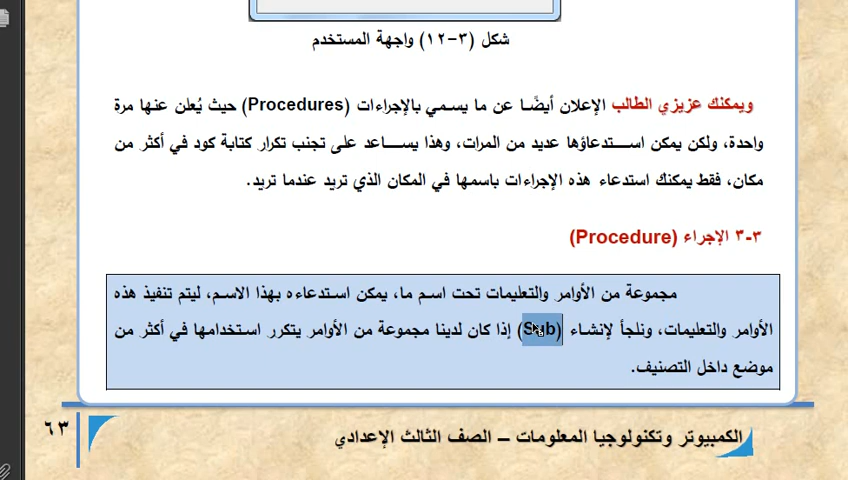 شكل (٣-١٢) واجهة المستخدم
ويمكنك عزيزي الطالب الإعلان أيضًا عن ما يسمي بالإجراءات (Procedures) حيث يُعلن عنها مرة
واحدة، ولكن يمكن استدعاؤها عديد من المرات، وهذا يساعد على تجنب تكرار كتابة كود في أكثر من
مكان، فقط يمكنك استدعاء هذه الإجراءات باسمها في المكان الذي تريد عندما تريد.
٣-٣ الإجراء (Procedure)
مجموعة من الأوامر والتعليمات تحت اسم ما، يمكن استدعاءه بهذا الاسم، ليتم تنفيذ هذه
الأوامر والتعليمات، ونلجأ لإنشاء (Sub) إذا كان لدينا مجموعة من الأوامر يتكرر استخدامها في أكثر من
موضع داخل التصنيف.
الكمبيوتر وتكنولوجيا المعلومات – الصف الثالث الإعدادي
٦٣